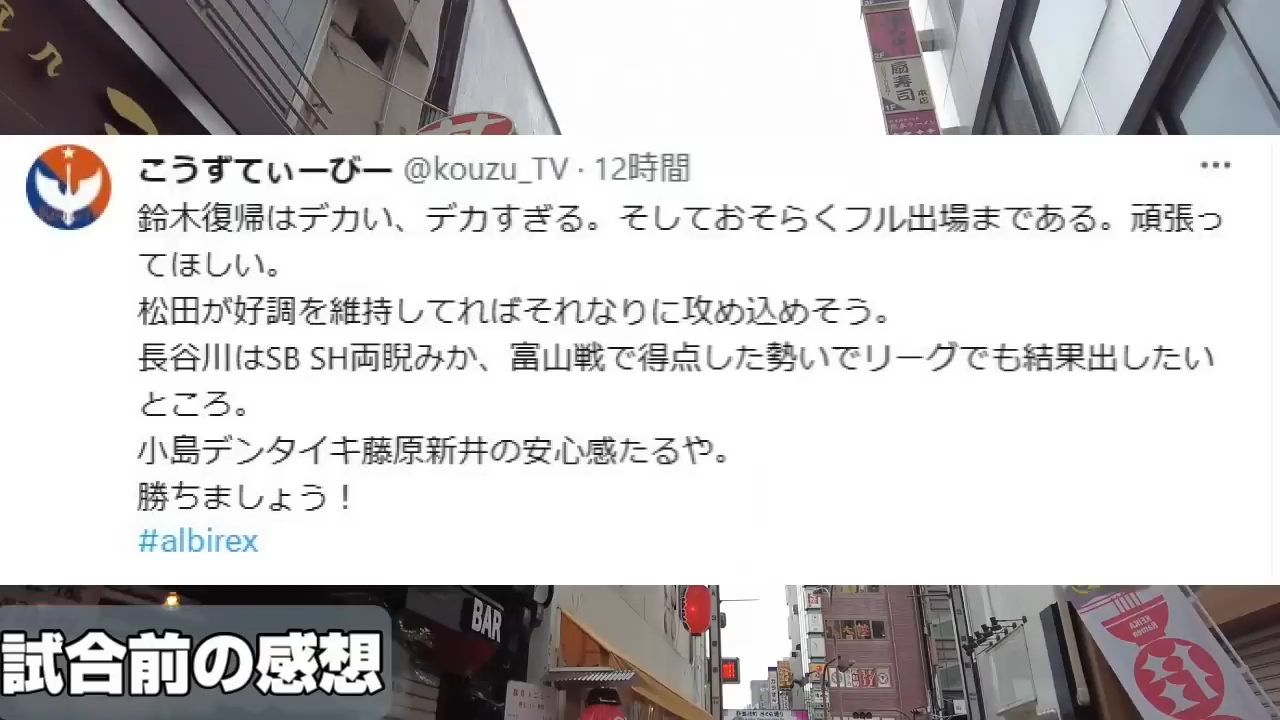 扇寿司
本店
こうずてぃーびー @kouzu_TV · 12時間
鈴木復帰はデカい、デカすぎる。そしておそらくフル出場まである。頑張っ
てほしい。
松田が好調を維持してればそれなりに攻め込めそう。
長谷川はSB SH両睨みか、富山戦で得点した勢いでリーグでも結果出したい
ところ。
小島デンタイキ藤原新井の安心感たるや。
勝ちましょう！
#albirex
BAR
試合前の感想